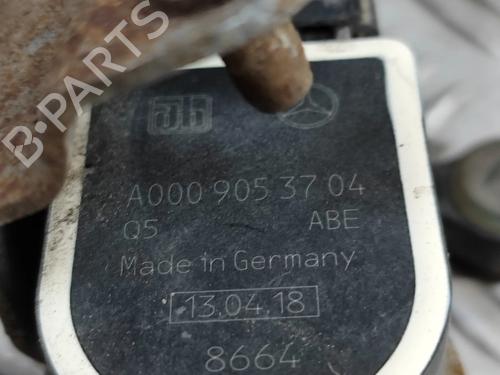 B-PARTS
A000 905 37 04
Q5 ABE
Made in Germany
13.04.18
8664